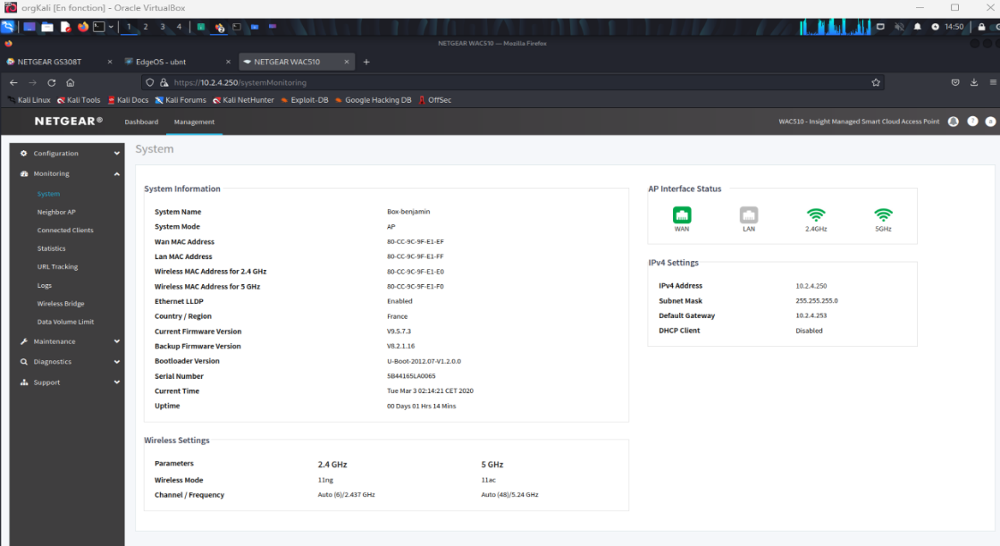 orgKali [En fonction] - Oracle VirtualBox
1 2 3 4 14:50
NETGEAR WAC510 — Mozilla Firefox
NETGEAR GS308T × EdgeOS - ubnt × NETGEAR WAC510 × +
https://10.2.4.250/systemMonitoring
Kali Linux Kali Tools Kali Docs Kali Forums Kali NetHunter Exploit-DB Google Hacking DB OffSec
NETGEAR® Dashboard Management WAC510 - Insight Managed Smart Cloud Access Point ? a
Configuration
Monitoring
System
Neighbor AP
Connected Clients
Statistics
URL Tracking
Logs
Wireless Bridge
Data Volume Limit
Maintenance
Diagnostics
Support
System
System Information
System Name Box-benjamin
System Mode AP
Wan MAC Address 80-CC-9C-9F-E1-EF
Lan MAC Address 80-CC-9C-9F-E1-FF
Wireless MAC Address for 2.4 GHz 80-CC-9C-9F-E1-E0
Wireless MAC Address for 5 GHz 80-CC-9C-9F-E1-F0
Ethernet LLDP Enabled
Country / Region France
Current Firmware Version V9.5.7.3
Backup Firmware Version V8.2.1.16
Bootloader Version U-Boot-2012.07-V1.2.0.0
Serial Number 5B44165LA0065
Current Time Tue Mar 3 02:14:21 CET 2020
Uptime 00 Days 01 Hrs 14 Mins
Wireless Settings
Parameters 2.4 GHz 5 GHz
Wireless Mode 11ng 11ac
Channel / Frequency Auto (6)/2.437 GHz Auto (48)/5.24 GHz
AP Interface Status
WAN LAN 2.4GHz 5GHz
IPv4 Settings
IPv4 Address 10.2.4.250
Subnet Mask 255.255.255.0
Default Gateway 10.2.4.253
DHCP Client Disabled